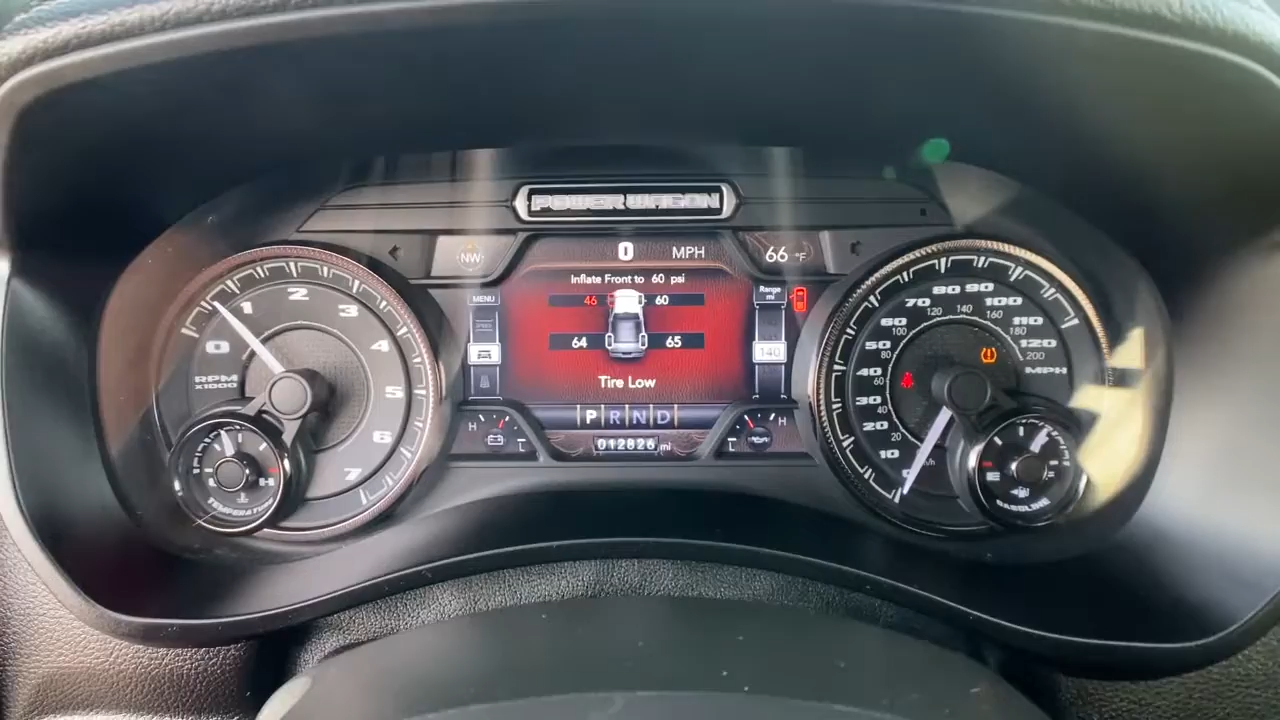 POWER WAGON
NW
0 MPH
66 °F
Inflate Front to 60 psi
46 60
64 65
Tire Low
MENU
SPEED
Range
mi
140
P R N D
012826 mi
H L
L H
0 1 2 3 4 5 6 7
RPM
X1000
H
TEMPERATURE
0 10 20 30 40 50 60 70 80 90 100 110 120
MPH
20 40 60 80 100 120 140 160 180 200
km/h
E
GASOLINE